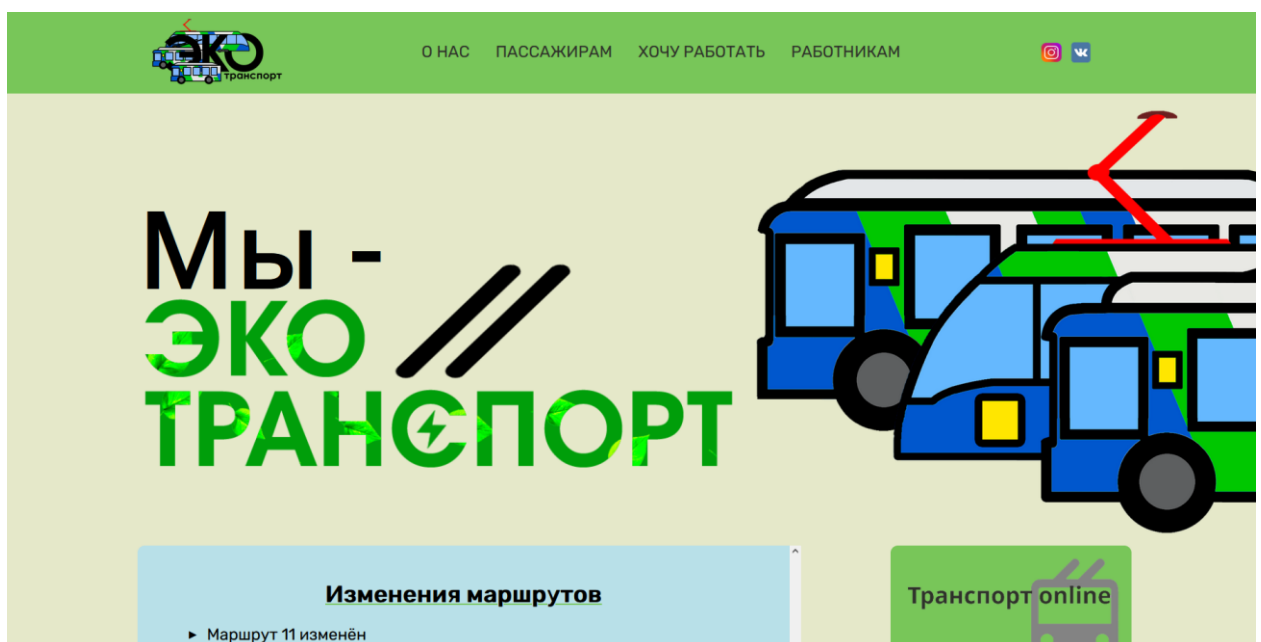 ЭКО
транспорт
О НАС ПАССАЖИРАМ ХОЧУ РАБОТАТЬ РАБОТНИКАМ
Мы -
ЭКО //
ТРАНСПОРТ
Изменения маршрутов
► Маршрут 11 изменён
Транспорт online